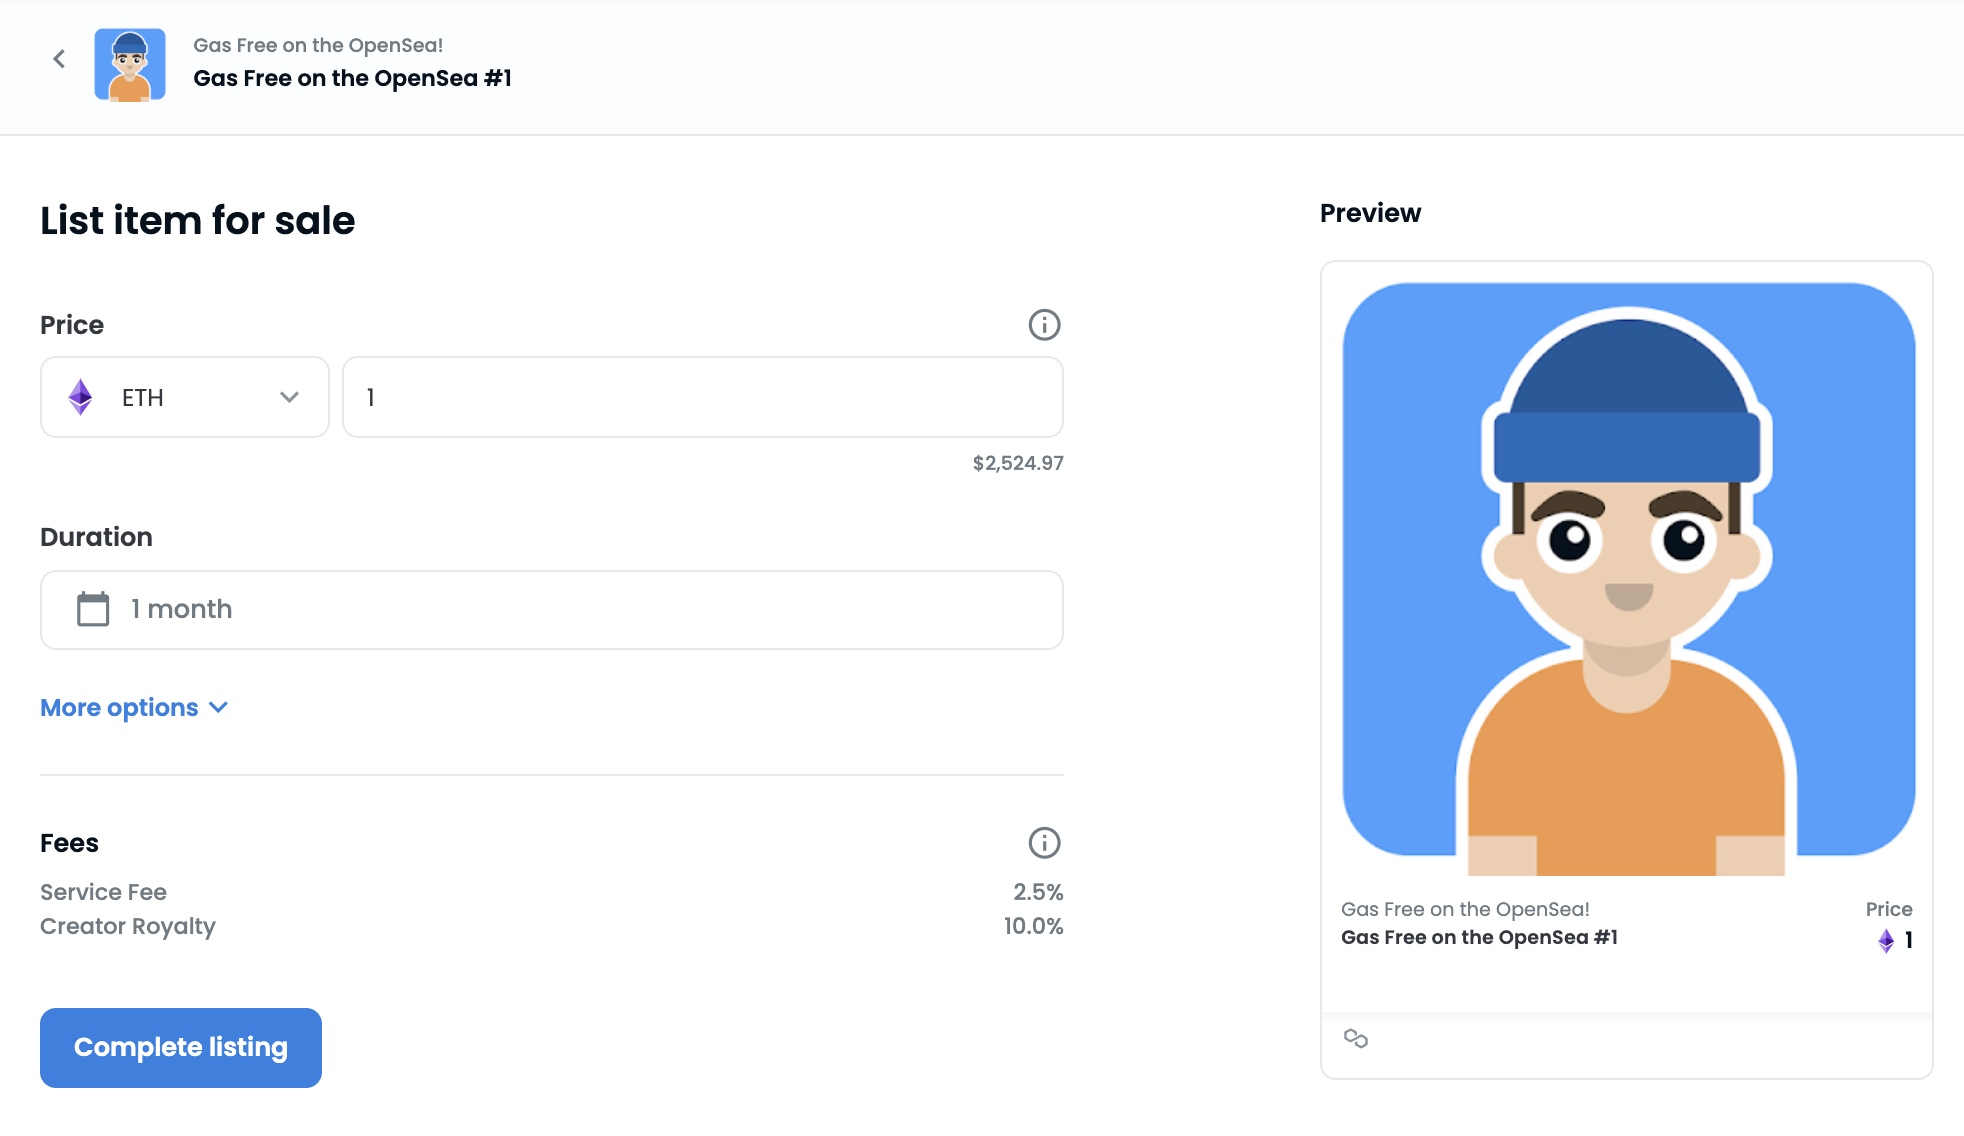 Gas Free on the OpenSea!
Gas Free on the OpenSea #1
List item for sale
Price
ETH
1
$2,524.97
Duration
1 month
More options
Fees
Service Fee 2.5%
Creator Royalty 10.0%
Complete listing
Preview
Gas Free on the OpenSea! Price
Gas Free on the OpenSea #1 1